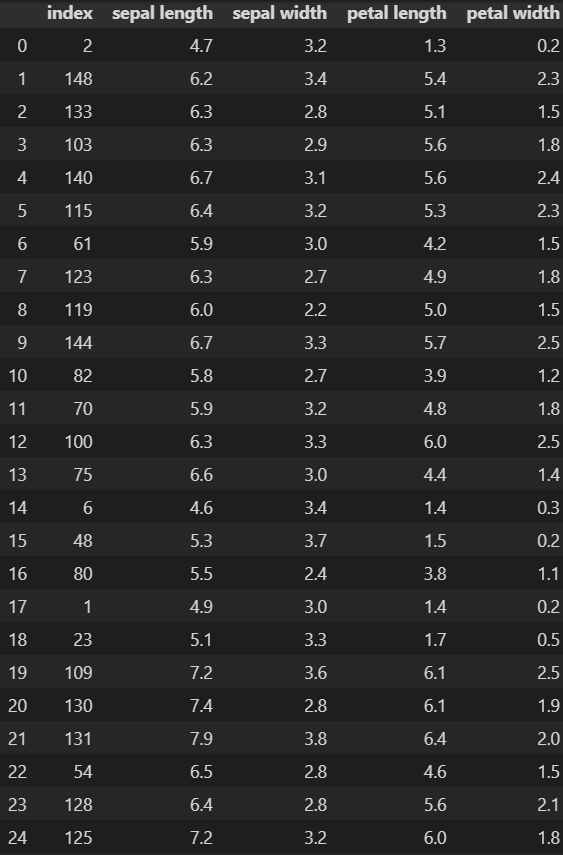 index sepal length sepal width petal length petal width
0 2 4.7 3.2 1.3 0.2
1 148 6.2 3.4 5.4 2.3
2 133 6.3 2.8 5.1 1.5
3 103 6.3 2.9 5.6 1.8
4 140 6.7 3.1 5.6 2.4
5 115 6.4 3.2 5.3 2.3
6 61 5.9 3.0 4.2 1.5
7 123 6.3 2.7 4.9 1.8
8 119 6.0 2.2 5.0 1.5
9 144 6.7 3.3 5.7 2.5
10 82 5.8 2.7 3.9 1.2
11 70 5.9 3.2 4.8 1.8
12 100 6.3 3.3 6.0 2.5
13 75 6.6 3.0 4.4 1.4
14 6 4.6 3.4 1.4 0.3
15 48 5.3 3.7 1.5 0.2
16 80 5.5 2.4 3.8 1.1
17 1 4.9 3.0 1.4 0.2
18 23 5.1 3.3 1.7 0.5
19 109 7.2 3.6 6.1 2.5
20 130 7.4 2.8 6.1 1.9
21 131 7.9 3.8 6.4 2.0
22 54 6.5 2.8 4.6 1.5
23 128 6.4 2.8 5.6 2.1
24 125 7.2 3.2 6.0 1.8